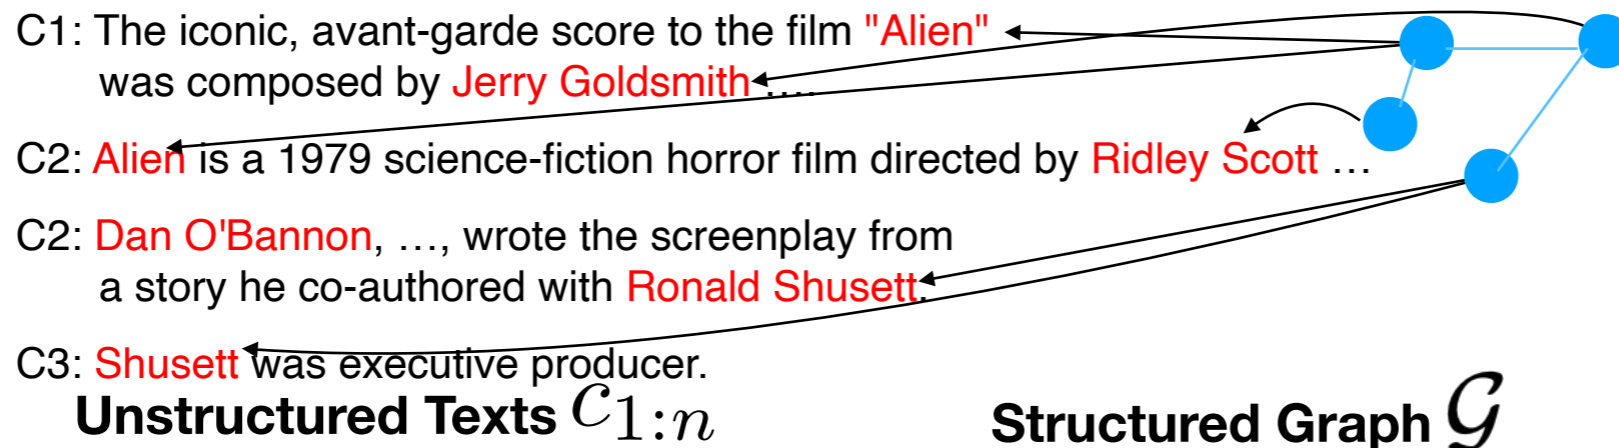 C1: The iconic, avant-garde score to the film "Alien"
was composed by Jerry Goldsmith ....
C2: Alien is a 1979 science-fiction horror film directed by Ridley Scott …
C2: Dan O'Bannon, …, wrote the screenplay from
a story he co-authored with Ronald Shusett.
C3: Shusett was executive producer.
Unstructured Texts c1:n
Structured Graph 𝒢